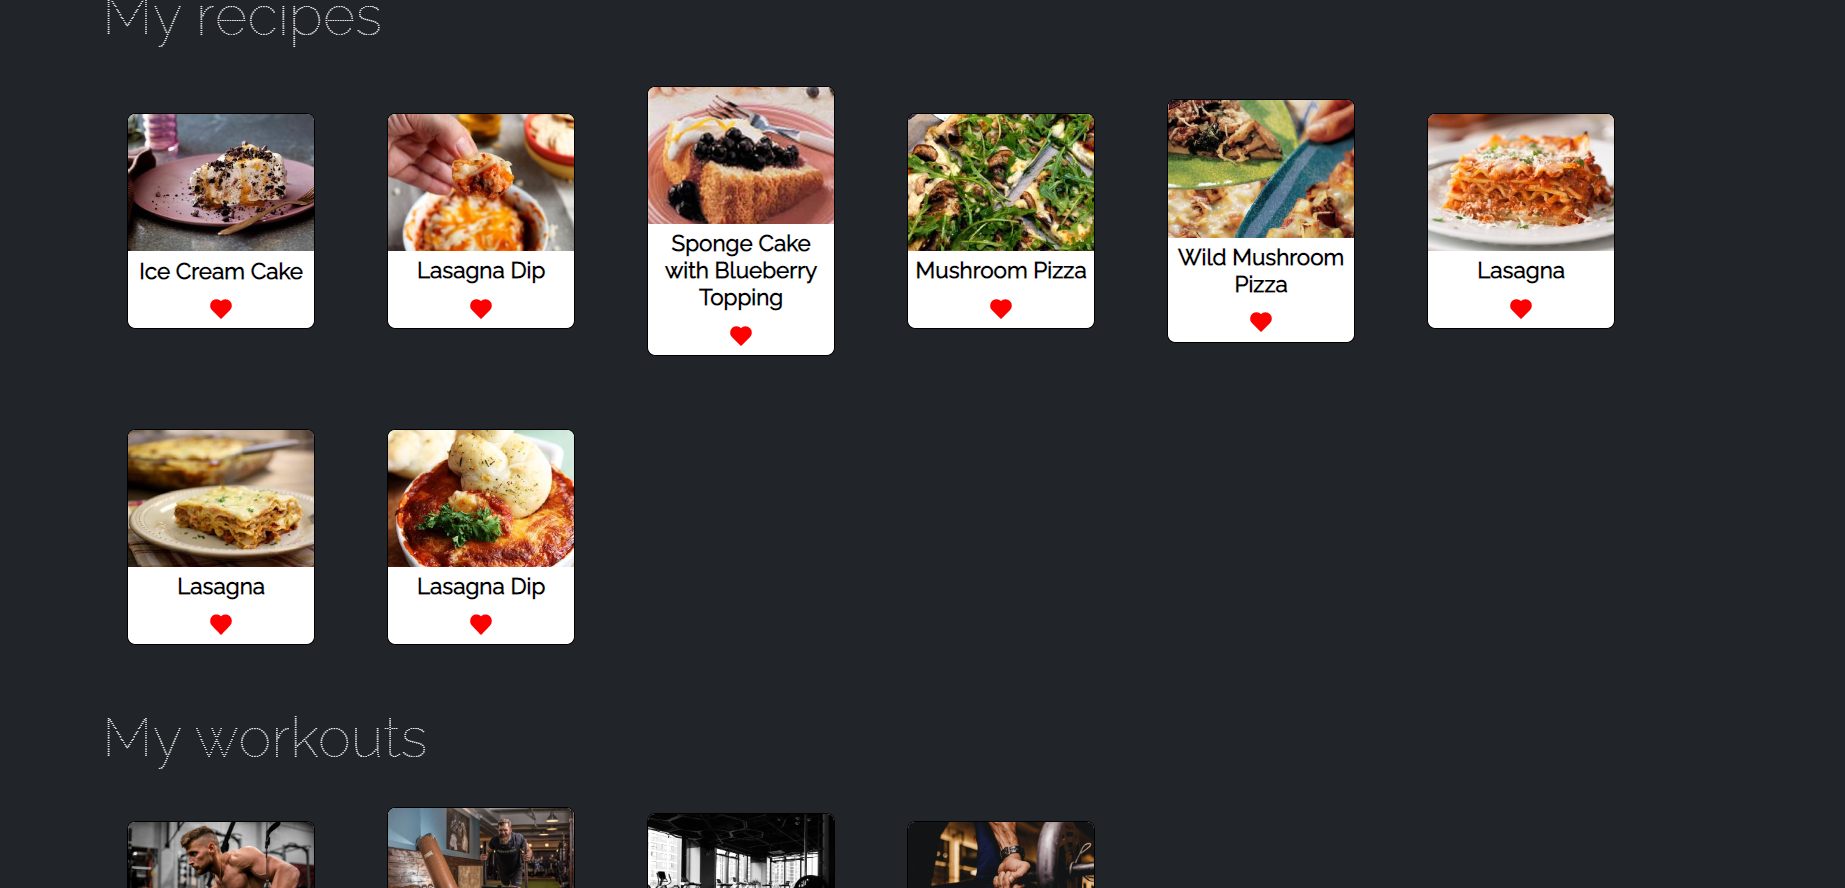 My recipes
Ice Cream Cake
Lasagna Dip
Sponge Cake
with Blueberry
Topping
Mushroom Pizza
Wild Mushroom
Pizza
Lasagna
Lasagna
Lasagna Dip
My workouts